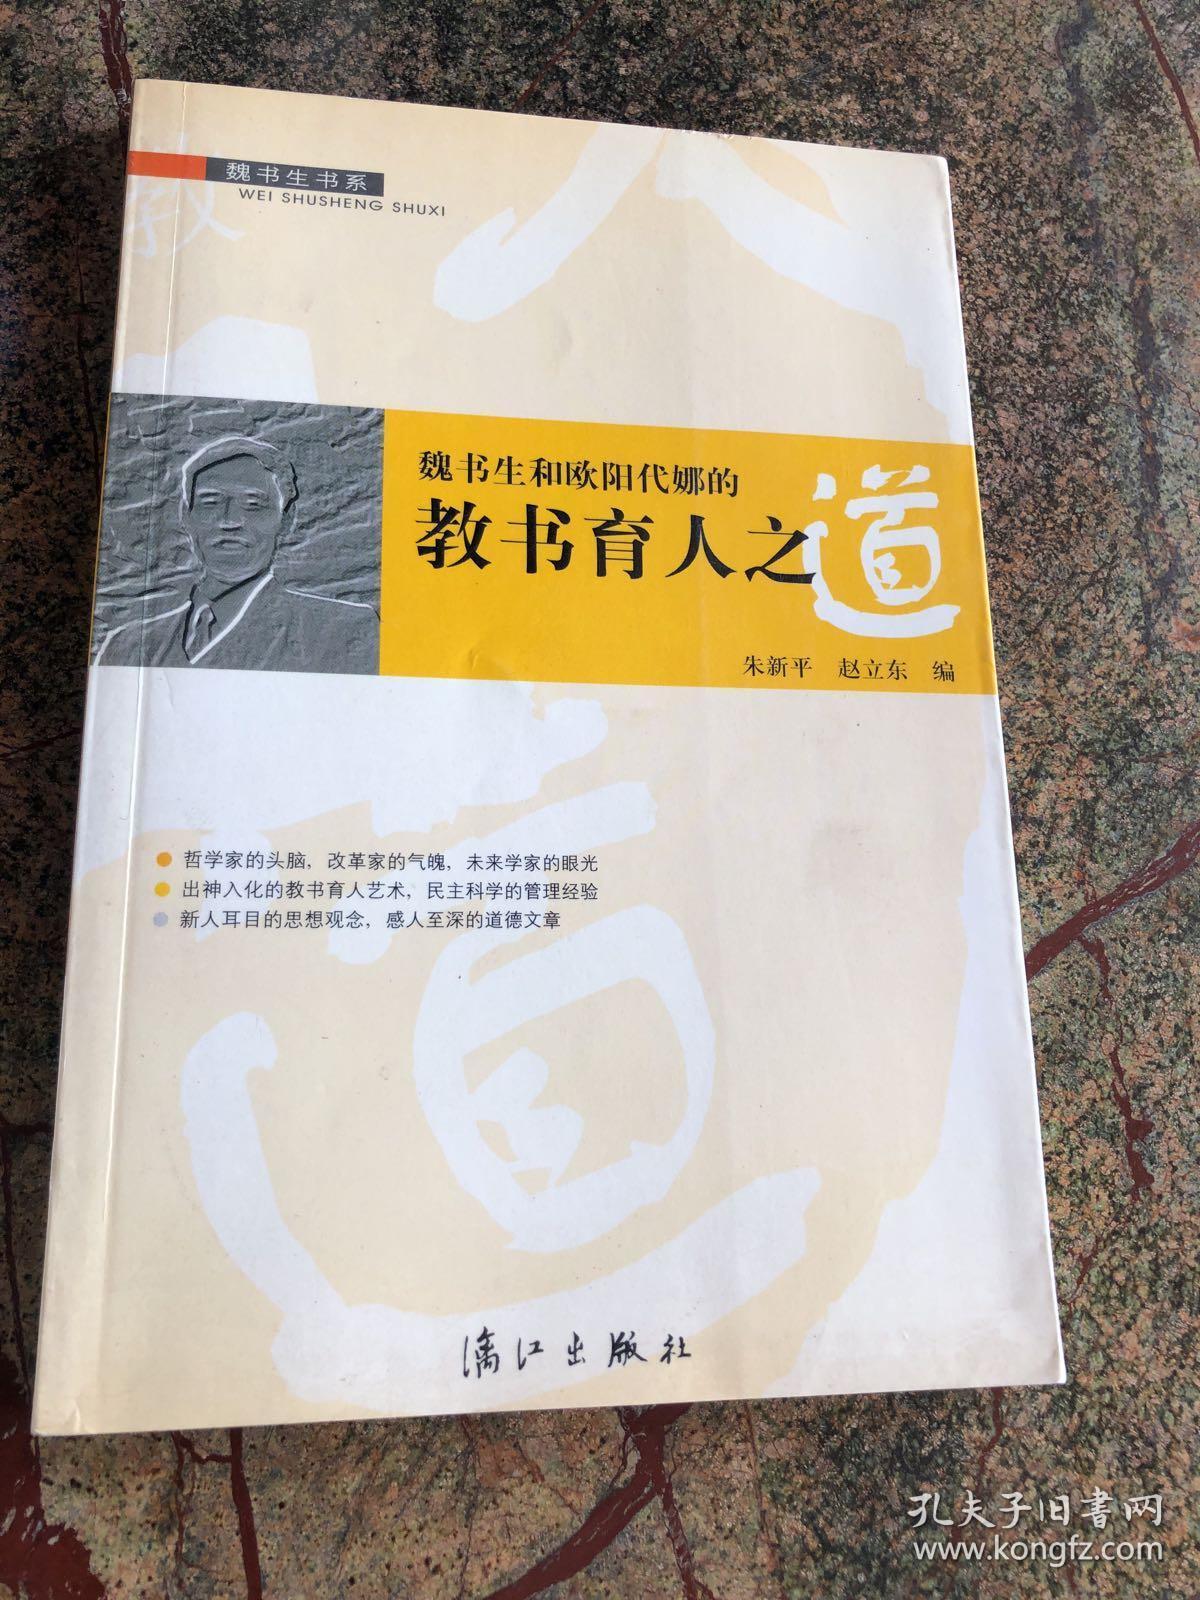 魏书生书系
WEI SHUSHENG SHUXI
教
魏书生和欧阳代娜的
教书育人之道
朱新平 赵立东 编
哲学家的头脑，改革家的气魄，未来学家的眼光
出神入化的教书育人艺术，民主科学的管理经验
新人耳目的思想观念，感人至深的道德文章
漓江出版社
孔夫子旧書网
www.kongfz.com